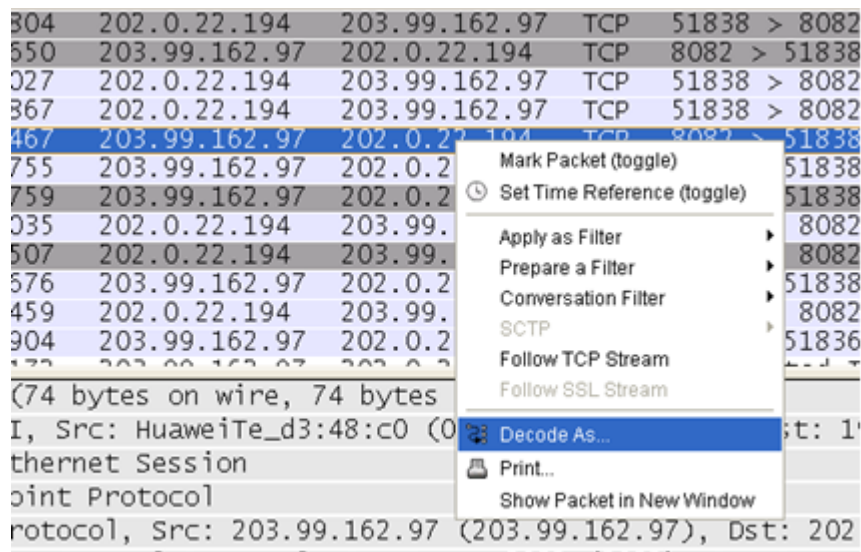 804 202.0.22.194 203.99.162.97 TCP 51838 > 8082
650 203.99.162.97 202.0.22.194 TCP 8082 > 51838
027 202.0.22.194 203.99.162.97 TCP 51838 > 8082
867 202.0.22.194 203.99.162.97 TCP 51838 > 8082
467 203.99.162.97 202.0.22.194 TCP 8082 > 51838
755 203.99.162.97 202.0.2 51838
759 203.99.162.97 202.0.2 51838
035 202.0.22.194 203.99. 8082
507 202.0.22.194 203.99. 8082
676 203.99.162.97 202.0.2 51838
459 202.0.22.194 203.99. 8082
904 203.99.162.97 202.0.2 51836
Mark Packet (toggle)
Set Time Reference (toggle)
Apply as Filter
Prepare a Filter
Conversation Filter
SCTP
Follow TCP Stream
Follow SSL Stream
Decode As...
Print...
Show Packet in New Window
(74 bytes on wire, 74 bytes
I, Src: HuaweiTe_d3:48:c0 (0 st: 1
thernet Session
oint Protocol
rotocol, Src: 203.99.162.97 (203.99.162.97), Dst: 202